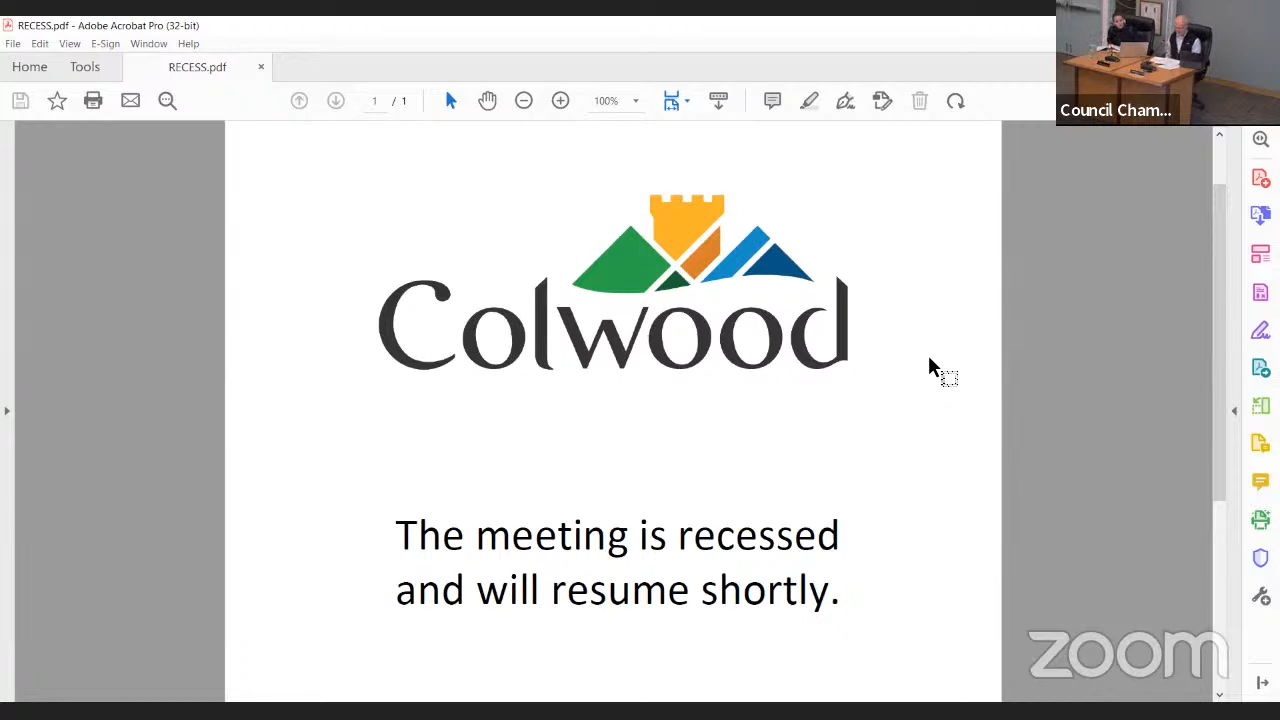 RECESS.pdf - Adobe Acrobat Pro (32-bit)
File Edit View E-Sign Window Help
Home Tools RECESS.pdf ×
1 / 1 100%
Council Cham...
Colwood
The meeting is recessed
and will resume shortly.
zoom